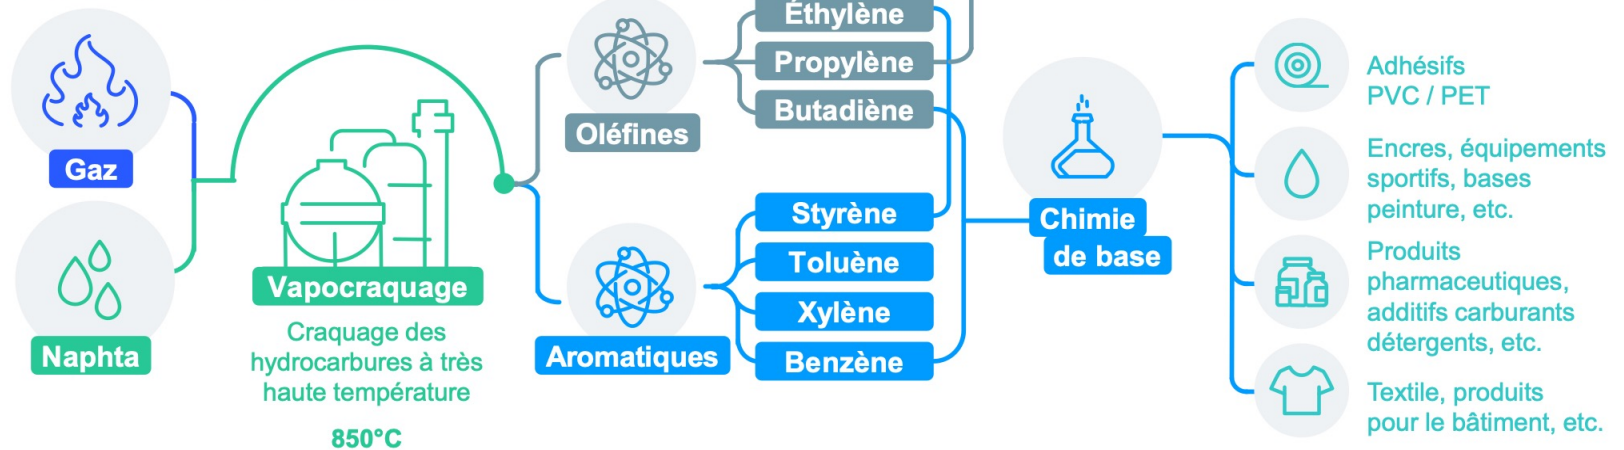 Gaz
Naphta
Vapocraquage
Craquage des
hydrocarbures à très
haute température
850°C
Oléfines
Éthylène
Propylène
Butadiène
Aromatiques
Styrène
Toluène
Xylène
Benzène
Chimie
de base
Adhésifs
PVC / PET
Encres, équipements
sportifs, bases
peinture, etc.
Produits
pharmaceutiques,
additifs carburants
détergents, etc.
Textile, produits
pour le bâtiment, etc.